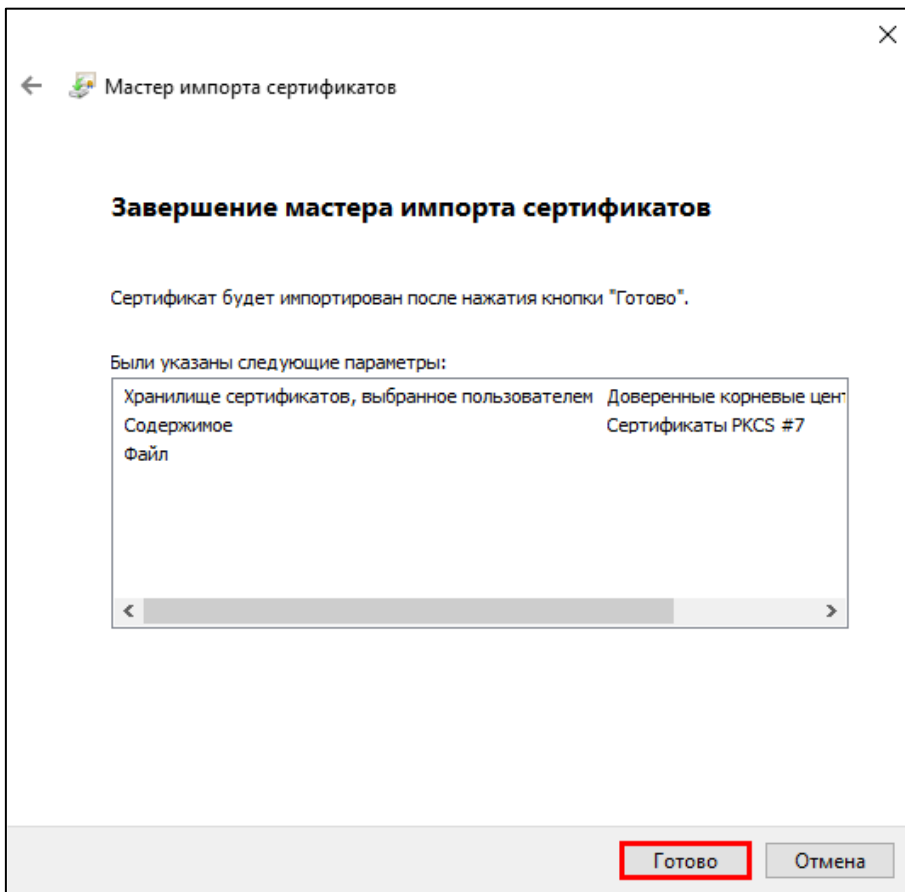 Мастер импорта сертификатов
Завершение мастера импорта сертификатов
Сертификат будет импортирован после нажатия кнопки "Готово".
Были указаны следующие параметры:
Хранилище сертификатов, выбранное пользователем Доверенные корневые цент
Содержимое Сертификаты PKCS #7
Файл
Готово Отмена